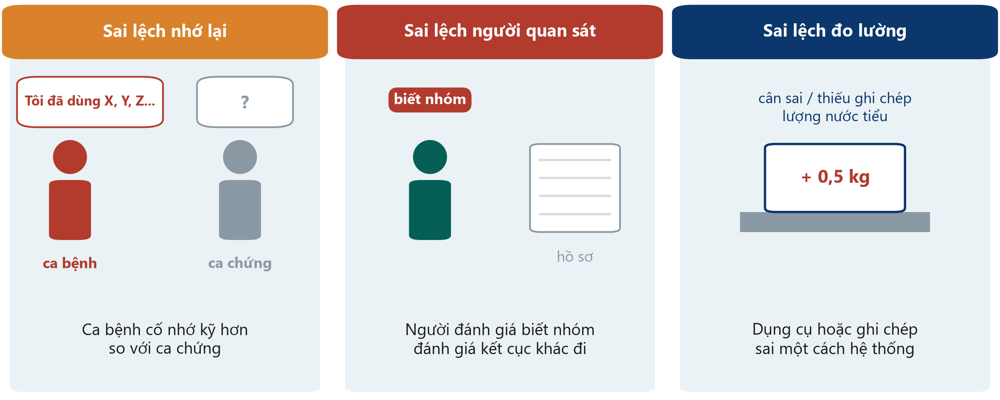 Sai lệch nhớ lại
Tôi đã dùng X, Y, Z...
?
ca bệnh
ca chứng
Ca bệnh cố nhớ kỹ hơn
so với ca chứng
Sai lệch người quan sát
biết nhóm
hồ sơ
Người đánh giá biết nhóm
đánh giá kết cục khác đi
Sai lệch đo lường
cân sai / thiếu ghi chép
lượng nước tiểu
+ 0,5 kg
Dụng cụ hoặc ghi chép
sai một cách hệ thống